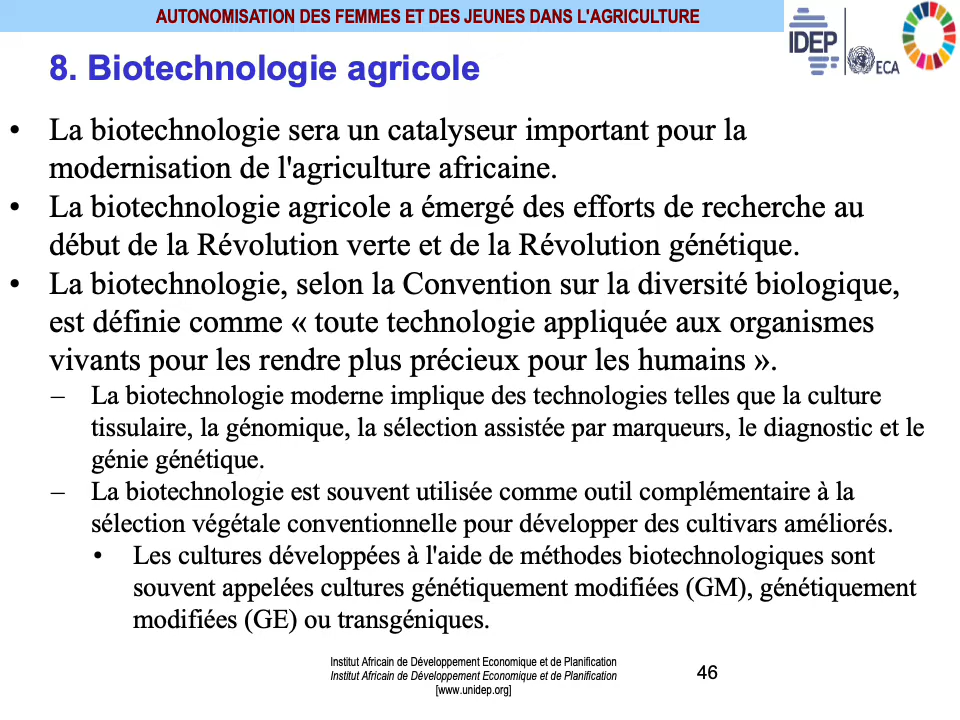 AUTONOMISATION DES FEMMES ET DES JEUNES DANS L'AGRICULTURE
IDEP
ECA
8. Biotechnologie agricole
• La biotechnologie sera un catalyseur important pour la
modernisation de l'agriculture africaine.
• La biotechnologie agricole a émergé des efforts de recherche au
début de la Révolution verte et de la Révolution génétique.
• La biotechnologie, selon la Convention sur la diversité biologique,
est définie comme « toute technologie appliquée aux organismes
vivants pour les rendre plus précieux pour les humains ».
– La biotechnologie moderne implique des technologies telles que la culture
tissulaire, la génomique, la sélection assistée par marqueurs, le diagnostic et le
génie génétique.
– La biotechnologie est souvent utilisée comme outil complémentaire à la
sélection végétale conventionnelle pour développer des cultivars améliorés.
• Les cultures développées à l'aide de méthodes biotechnologiques sont
souvent appelées cultures génétiquement modifiées (GM), génétiquement
modifiées (GE) ou transgéniques.
Institut Africain de Développement Economique et de Planification
Institut Africain de Développement Economique et de Planification
[www.unidep.org]
46